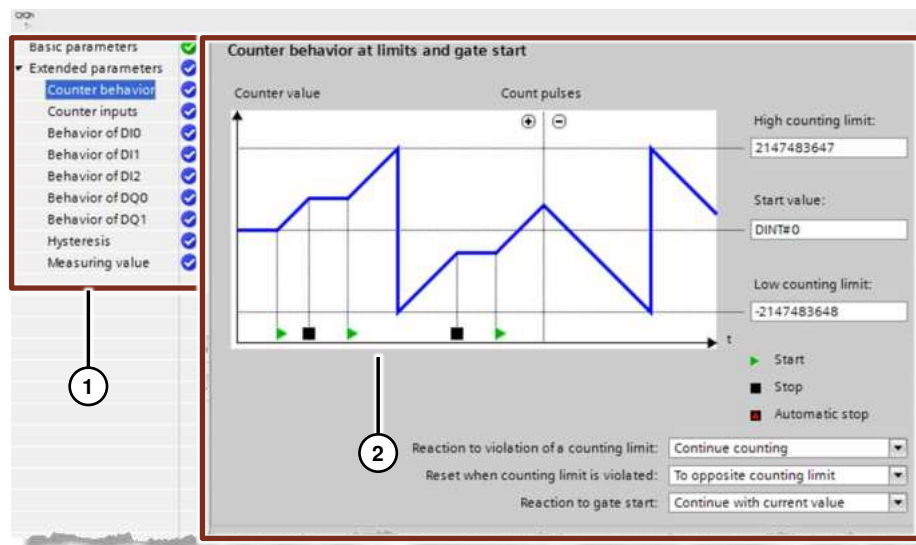 Basic parameters
Extended parameters
Counter behavior
Counter inputs
Behavior of DI0
Behavior of DI1
Behavior of DI2
Behavior of DQ0
Behavior of DQ1
Hysteresis
Measuring value
1
Counter behavior at limits and gate start
Counter value
Count pulses
High counting limit:
2147483647
Start value:
DINT#0
Low counting limit:
-2147483648
t
Start
Stop
Automatic stop
2
Reaction to violation of a counting limit: Continue counting
Reset when counting limit is violated: To opposite counting limit
Reaction to gate start: Continue with current value